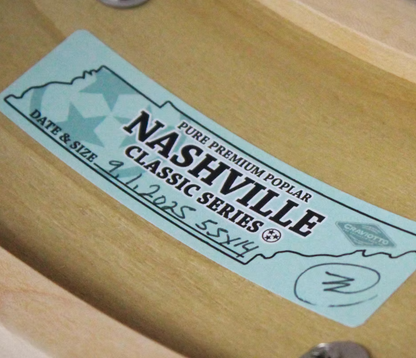 PURE PREMIUM POPLAR
NASHVILLE
CLASSIC SERIES
DATE & SIZE 9.1.2025 5.5x14